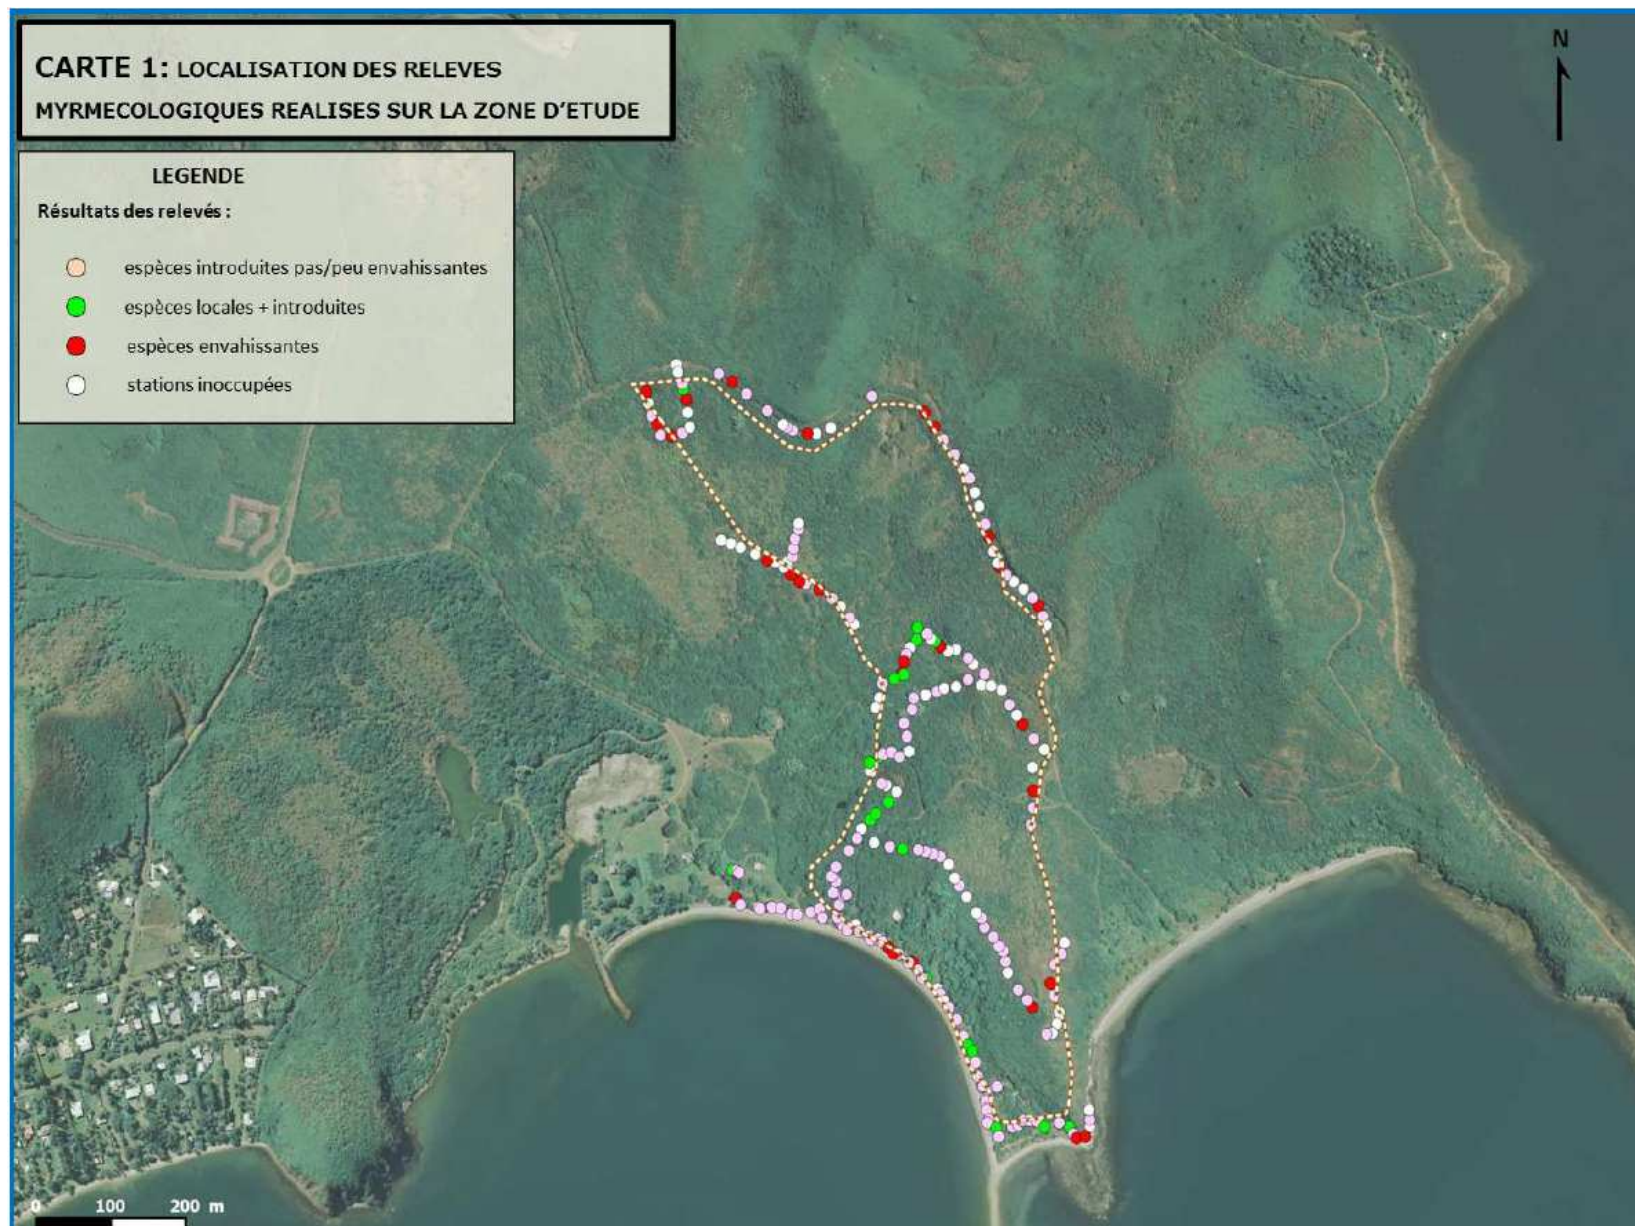 CARTE 1: LOCALISATION DES RELEVES
MYRMECOLOGIQUES REALISES SUR LA ZONE D'ETUDE
N
LEGENDE
Résultats des relevés :
espèces introduites pas/peu envahissantes
espèces locales + introduites
espèces envahissantes
stations inoccupées
0 100 200 m